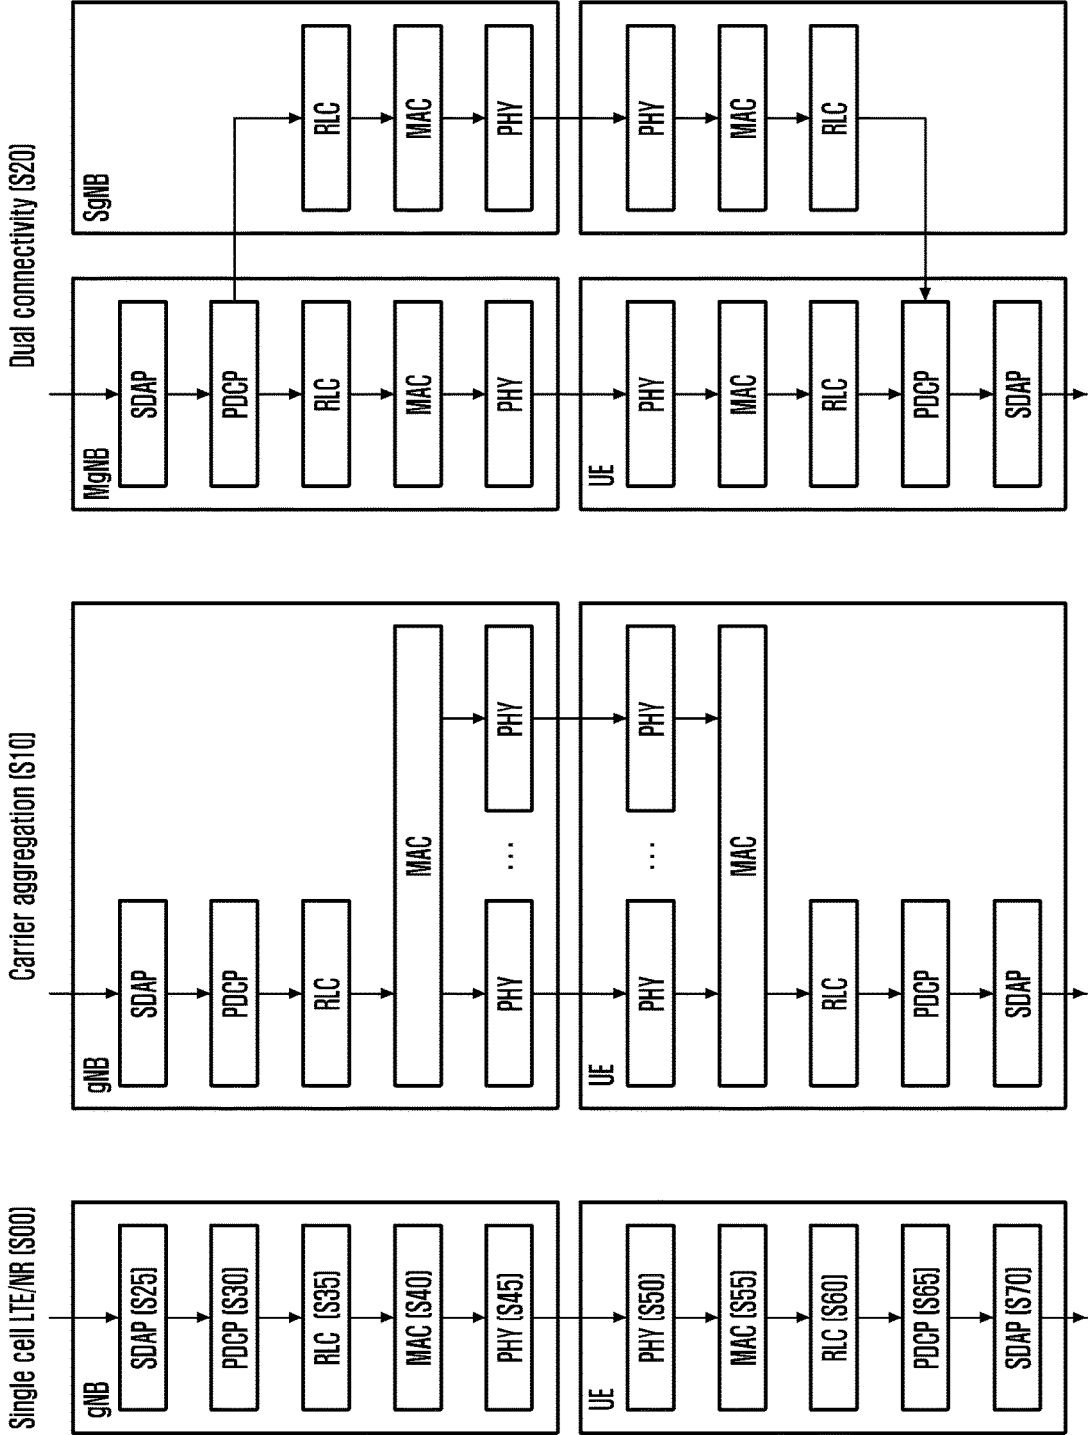 Single cell LTE/NR (S00)
gNB
SDAP (S25)
PDCP (S30)
RLC (S35)
MAC (S40)
PHY (S45)
UE
PHY (S50)
MAC (S55)
RLC (S60)
PDCP (S65)
SDAP (S70)
Carrier aggregation (S10)
gNB
SDAP
PDCP
RLC
MAC
PHY ... PHY
UE
PHY ... PHY
MAC
RLC
PDCP
SDAP
Dual connectivity (S20)
MgNB
SDAP
PDCP
RLC
MAC
PHY
SgNB
RLC
MAC
PHY
UE
PHY
MAC
RLC
PDCP
SDAP
PHY
MAC
RLC